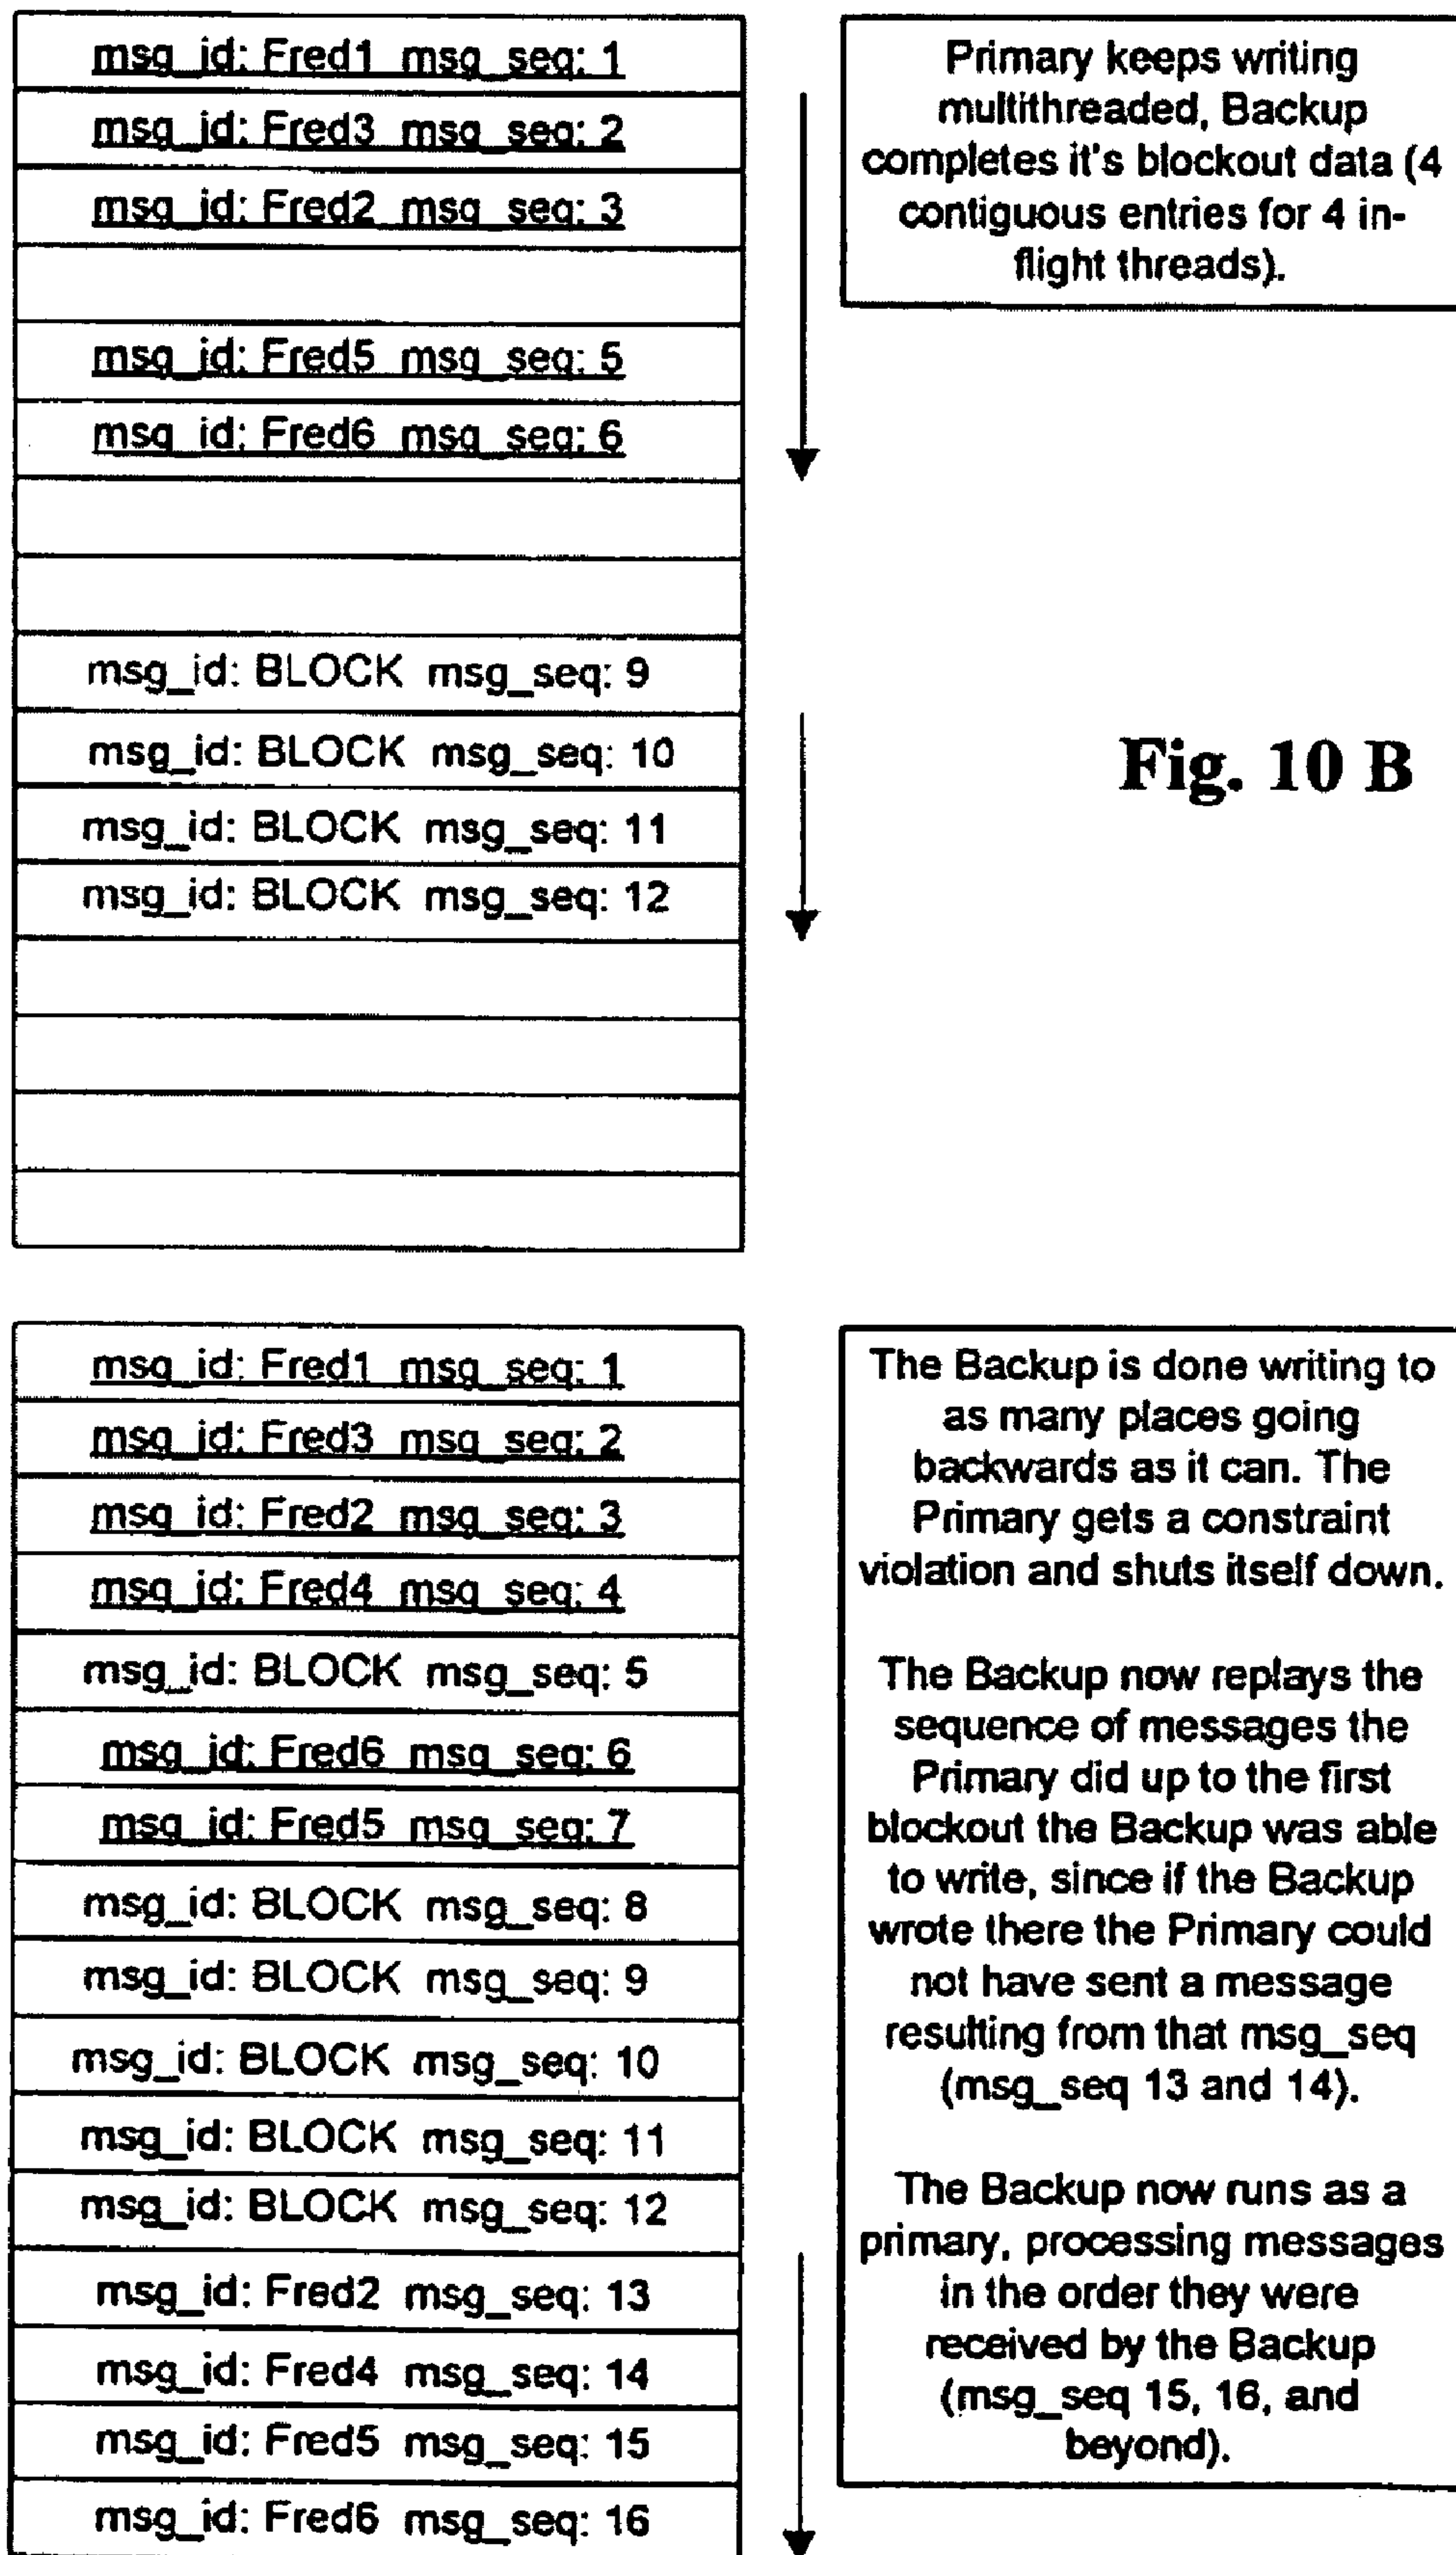 msg_id: Fred1 msg_seq: 1
msg_id: Fred3 msg_seq: 2
msg_id: Fred2 msg_seq: 3
msg_id: Fred5 msg_seq: 5
msg_id: Fred6 msg_seq: 6
msg_id: BLOCK msg_seq: 9
msg_id: BLOCK msg_seq: 10
msg_id: BLOCK msg_seq: 11
msg_id: BLOCK msg_seq: 12
Primary keeps writing
multithreaded, Backup
completes it's blockout data (4
contiguous entries for 4 in-
flight threads).
Fig. 10 B
msg_id: Fred1 msg_seq: 1
msg_id: Fred3 msg_seq: 2
msg_id: Fred2 msg_seq: 3
msg_id: Fred4 msg_seq: 4
msg_id: BLOCK msg_seq: 5
msg_id: Fred6 msg_seq: 6
msg_id: Fred5 msg_seq: 7
msg_id: BLOCK msg_seq: 8
msg_id: BLOCK msg_seq: 9
msg_id: BLOCK msg_seq: 10
msg_id: BLOCK msg_seq: 11
msg_id: BLOCK msg_seq: 12
msg_id: Fred2 msg_seq: 13
msg_id: Fred4 msg_seq: 14
msg_id: Fred5 msg_seq: 15
msg_id: Fred6 msg_seq: 16
The Backup is done writing to
as many places going
backwards as it can. The
Primary gets a constraint
violation and shuts itself down.
The Backup now replays the
sequence of messages the
Primary did up to the first
blockout the Backup was able
to write, since if the Backup
wrote there the Primary could
not have sent a message
resulting from that msg_seq
(msg_seq 13 and 14).
The Backup now runs as a
primary, processing messages
in the order they were
received by the Backup
(msg_seq 15, 16, and
beyond).